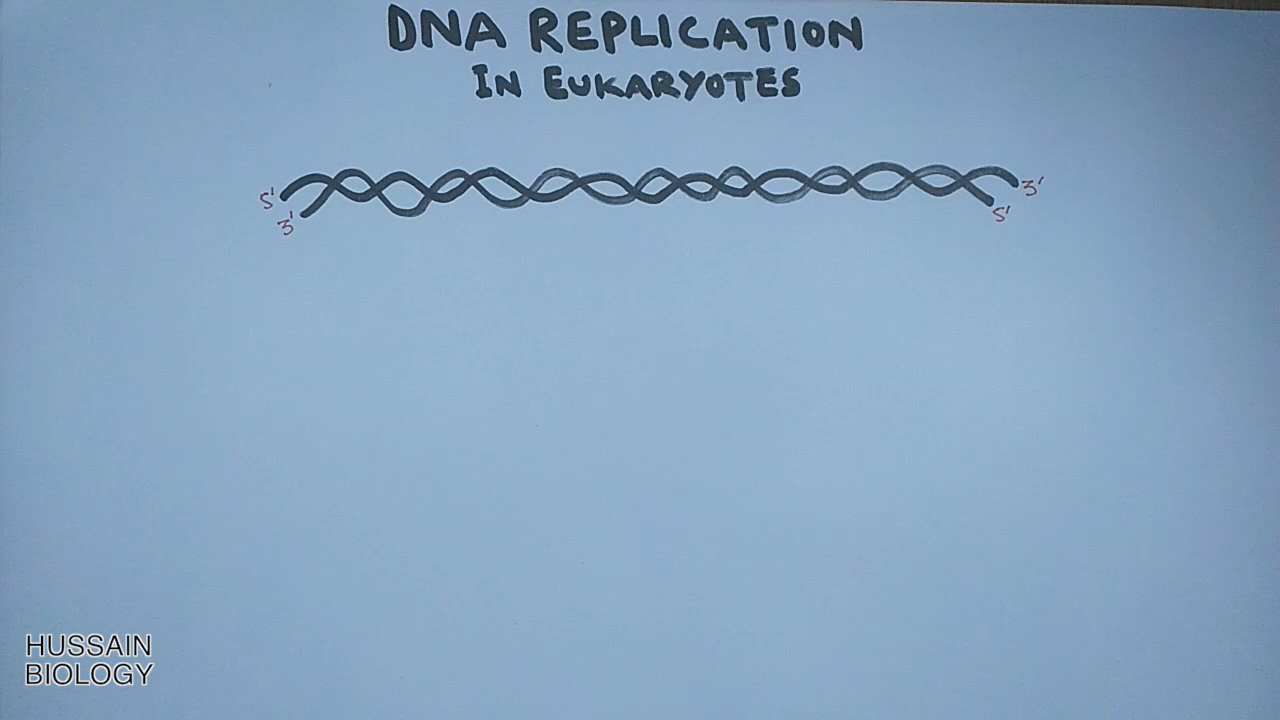 DNA REPLICATION
IN EUKARYOTES
5' 3'
3' 5'
HUSSAIN
BIOLOGY